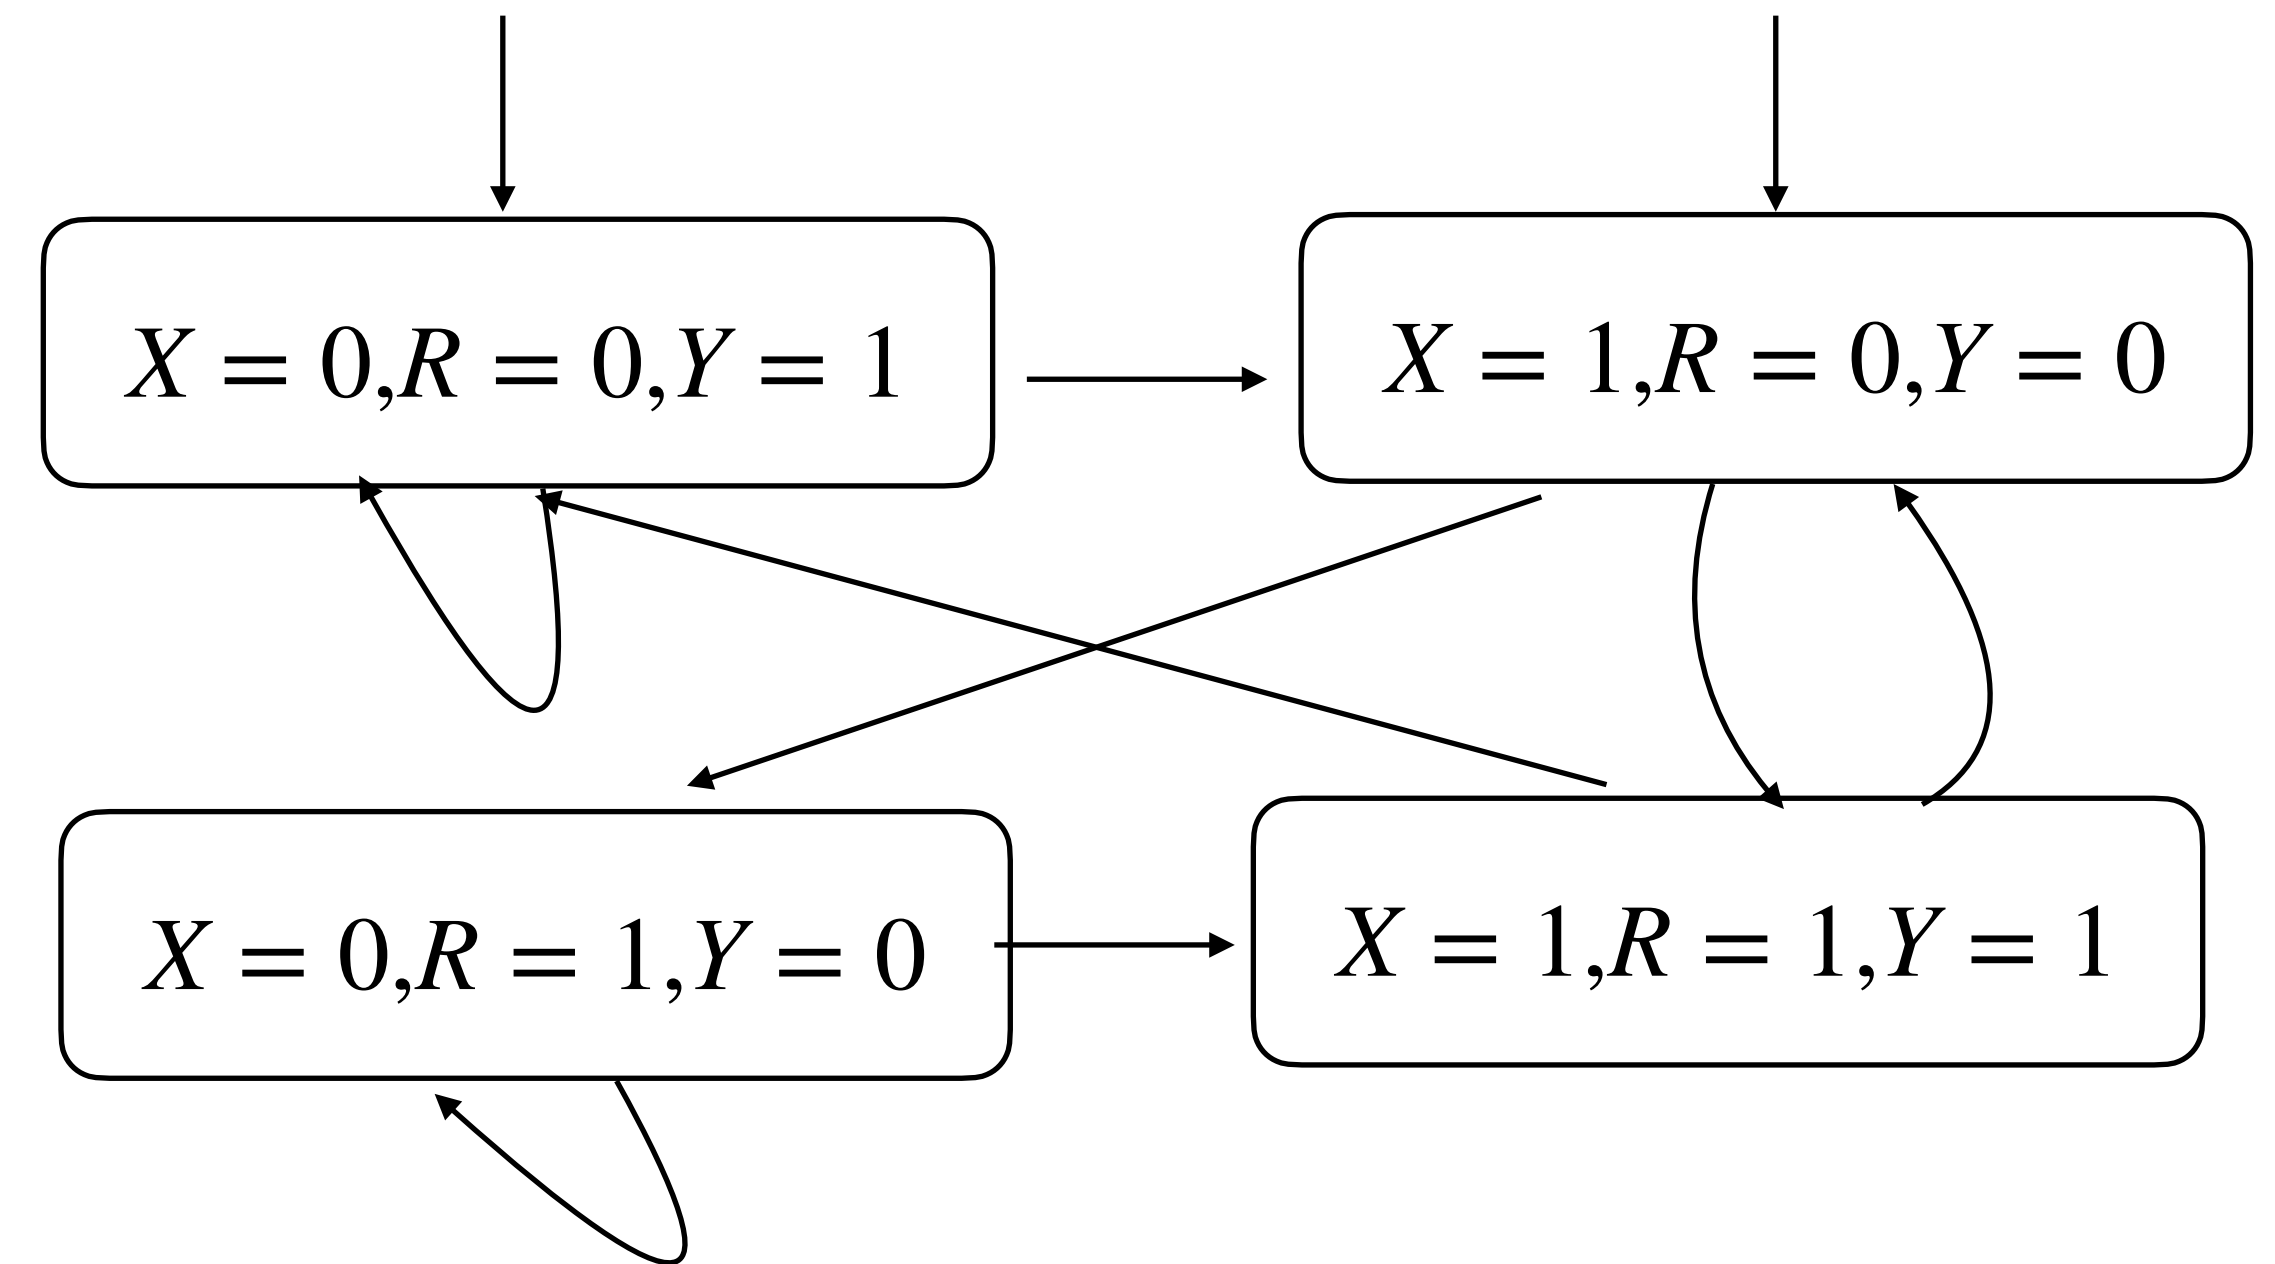 X = 0,R = 0,Y = 1
X = 1,R = 0,Y = 0
X = 0,R = 1,Y = 0
X = 1,R = 1,Y = 1